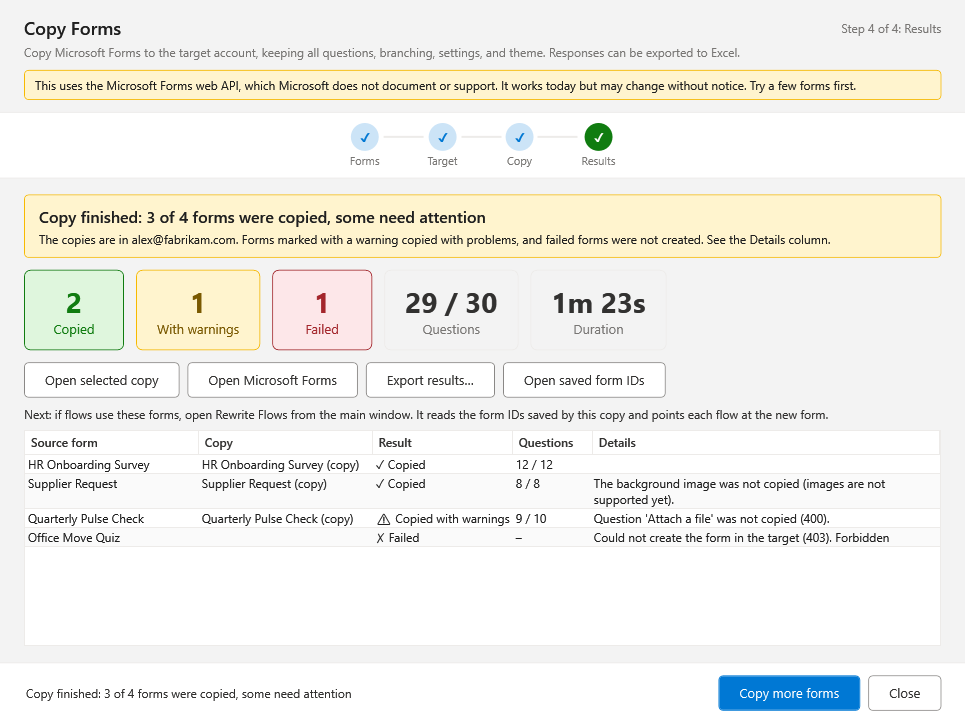 Copy Forms
Step 4 of 4: Results
Copy Microsoft Forms to the target account, keeping all questions, branching, settings, and theme. Responses can be exported to Excel.
This uses the Microsoft Forms web API, which Microsoft does not document or support. It works today but may change without notice. Try a few forms first.
Forms
Target
Copy
Results
Copy finished: 3 of 4 forms were copied, some need attention
The copies are in alex@fabrikam.com. Forms marked with a warning copied with problems, and failed forms were not created. See the Details column.
2
Copied
1
With warnings
1
Failed
29 / 30
Questions
1m 23s
Duration
Open selected copy
Open Microsoft Forms
Export results...
Open saved form IDs
Next: if flows use these forms, open Rewrite Flows from the main window. It reads the form IDs saved by this copy and points each flow at the new form.
Source form Copy Result Questions Details
HR Onboarding Survey HR Onboarding Survey (copy) ✓ Copied 12 / 12
Supplier Request Supplier Request (copy) ✓ Copied 8 / 8 The background image was not copied (images are not
supported yet).
Quarterly Pulse Check Quarterly Pulse Check (copy) ⚠ Copied with warnings 9 / 10 Question 'Attach a file' was not copied (400).
Office Move Quiz ✗ Failed – Could not create the form in the target (403). Forbidden
Copy finished: 3 of 4 forms were copied, some need attention
Copy more forms
Close